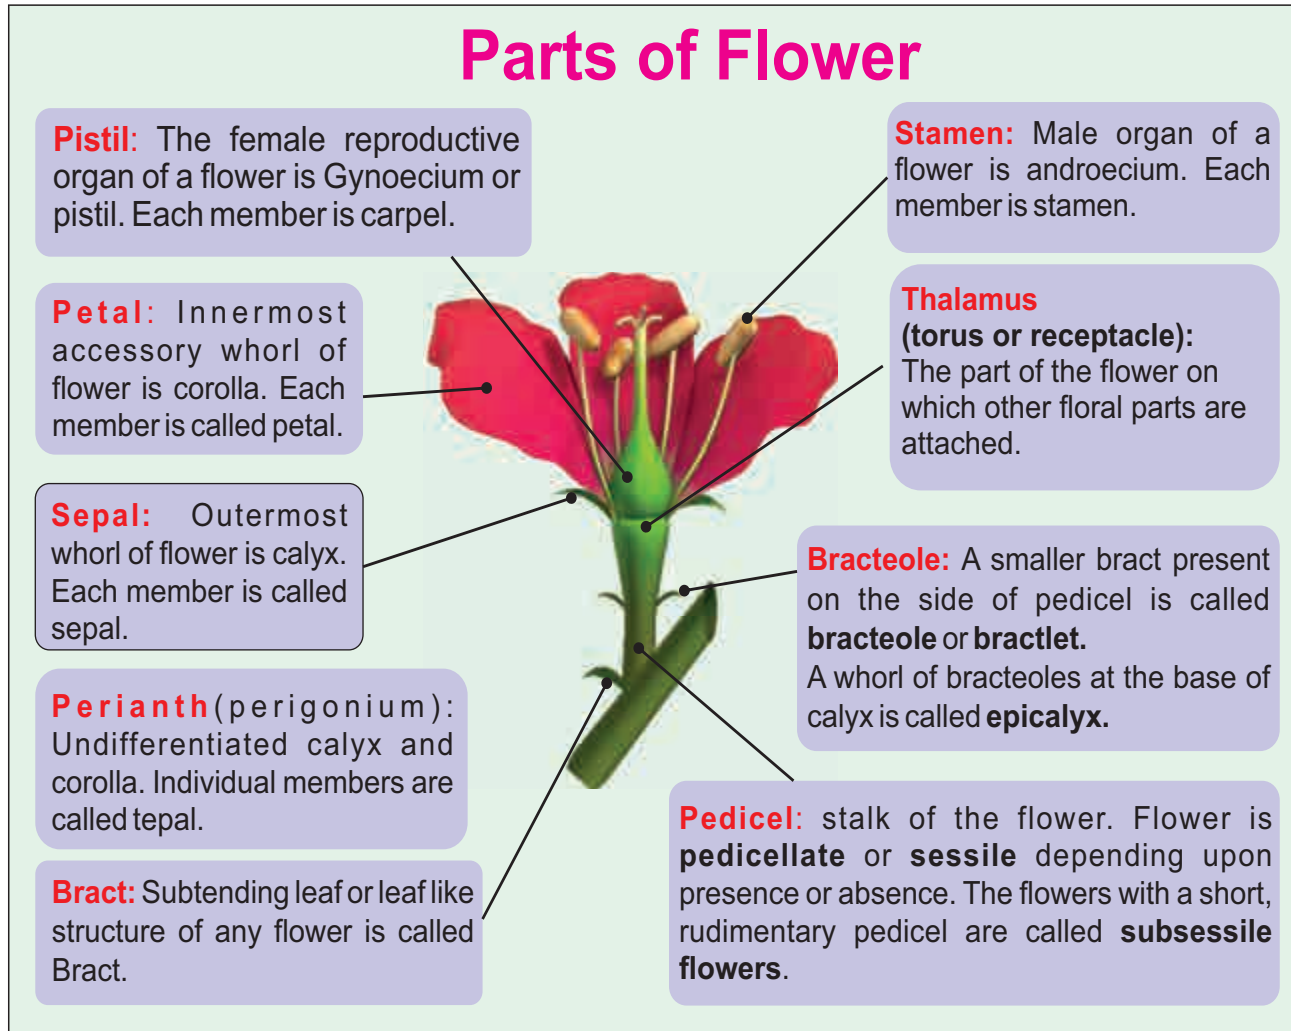 Parts of Flower
Pistil: The female reproductive
organ of a flower is Gynoecium or
pistil. Each member is carpel.
Petal: Innermost
accessory whorl of
flower is corolla. Each
member is called petal.
Sepal: Outermost
whorl of flower is calyx.
Each member is called
sepal.
Perianth(perigonium):
Undifferentiated calyx and
corolla. Individual members are
called tepal.
Bract: Subtending leaf or leaf like
structure of any flower is called
Bract.
Stamen: Male organ of a
flower is androecium. Each
member is stamen.
Thalamus
(torus or receptacle):
The part of the flower on
which other floral parts are
attached.
Bracteole: A smaller bract present
on the side of pedicel is called
bracteole or bractlet.
A whorl of bracteoles at the base of
calyx is called epicalyx.
Pedicel: stalk of the flower. Flower is
pedicellate or sessile depending upon
presence or absence. The flowers with a short,
rudimentary pedicel are called subsessile
flowers.